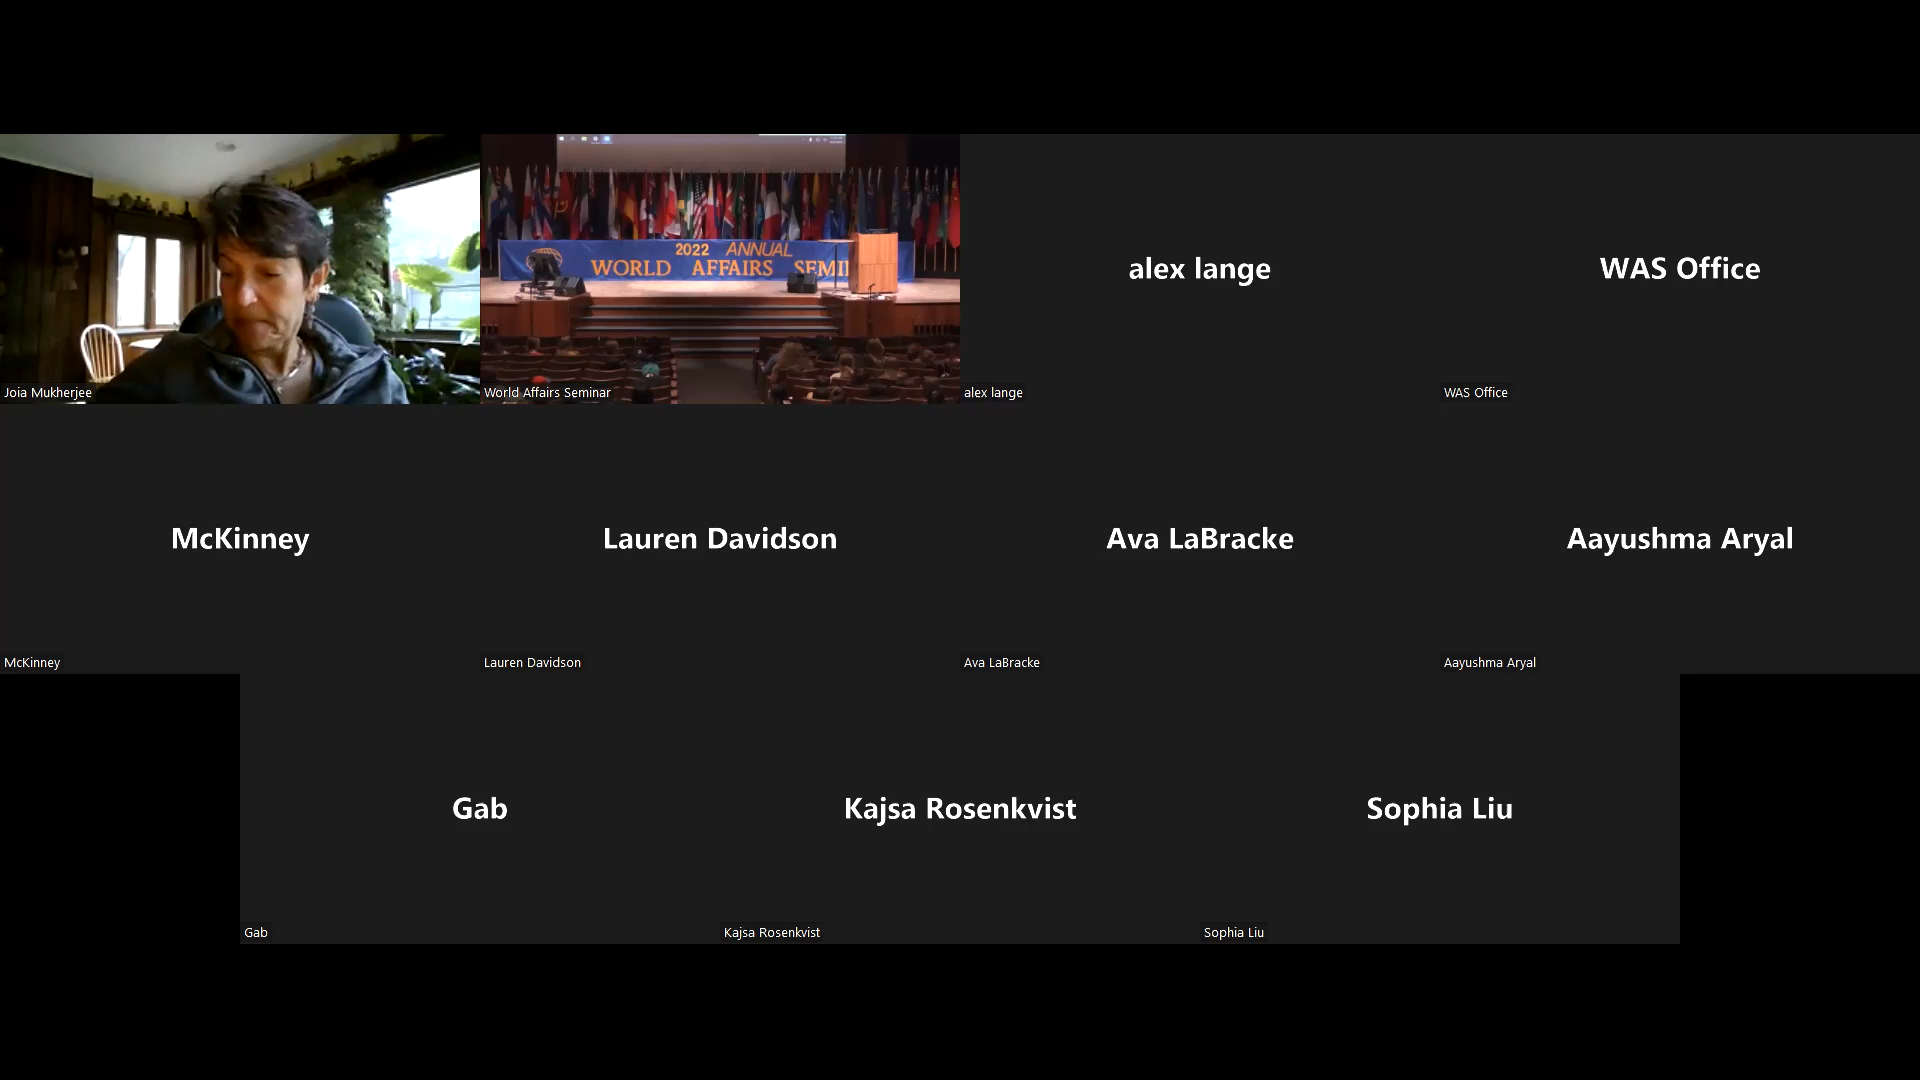 2022 ANNUAL
WORLD AFFAIRS SEMI
alex lange
WAS Office
Joia Mukherjee
World Affairs Seminar
alex lange
WAS Office
McKinney
Lauren Davidson
Ava LaBracke
Aayushma Aryal
McKinney
Lauren Davidson
Ava LaBracke
Aayushma Aryal
Gab
Kajsa Rosenkvist
Sophia Liu
Gab
Kajsa Rosenkvist
Sophia Liu